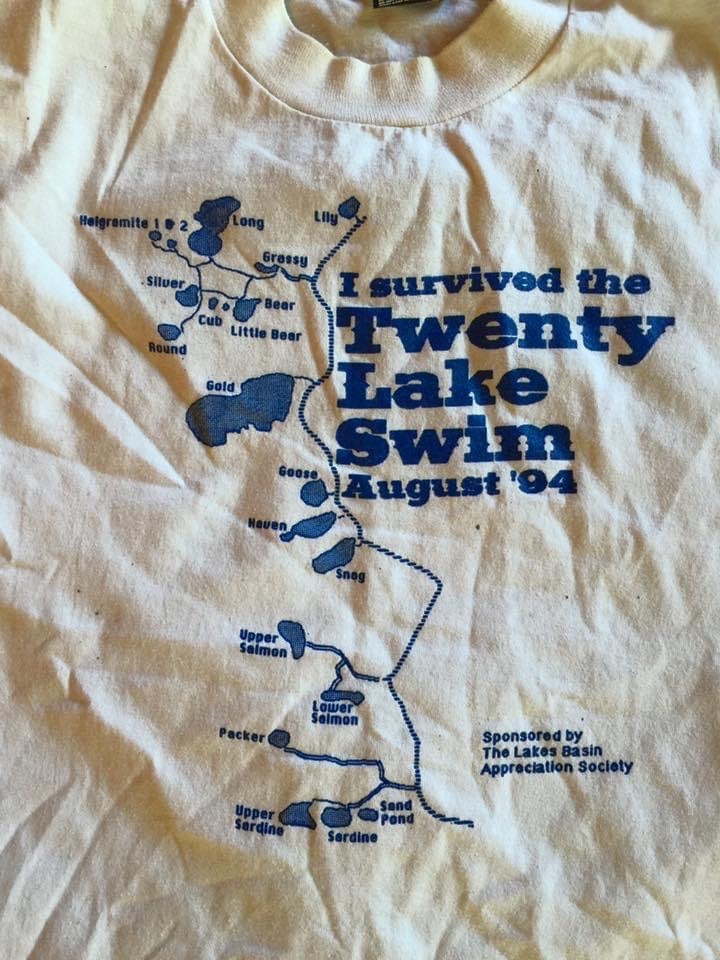 Helgramite 1 & 2
Long
Lily
Grassy
Silver
Bear
Cub
Little Bear
Round
I survived the
Twenty
Lake
Swim
August '94
Gold
Goose
Haven
Snag
Upper
Salmon
Lower
Salmon
Packer
Sponsored by
The Lakes Basin
Appreciation Society
Upper
Sardine
Sardine
Sand
Pond